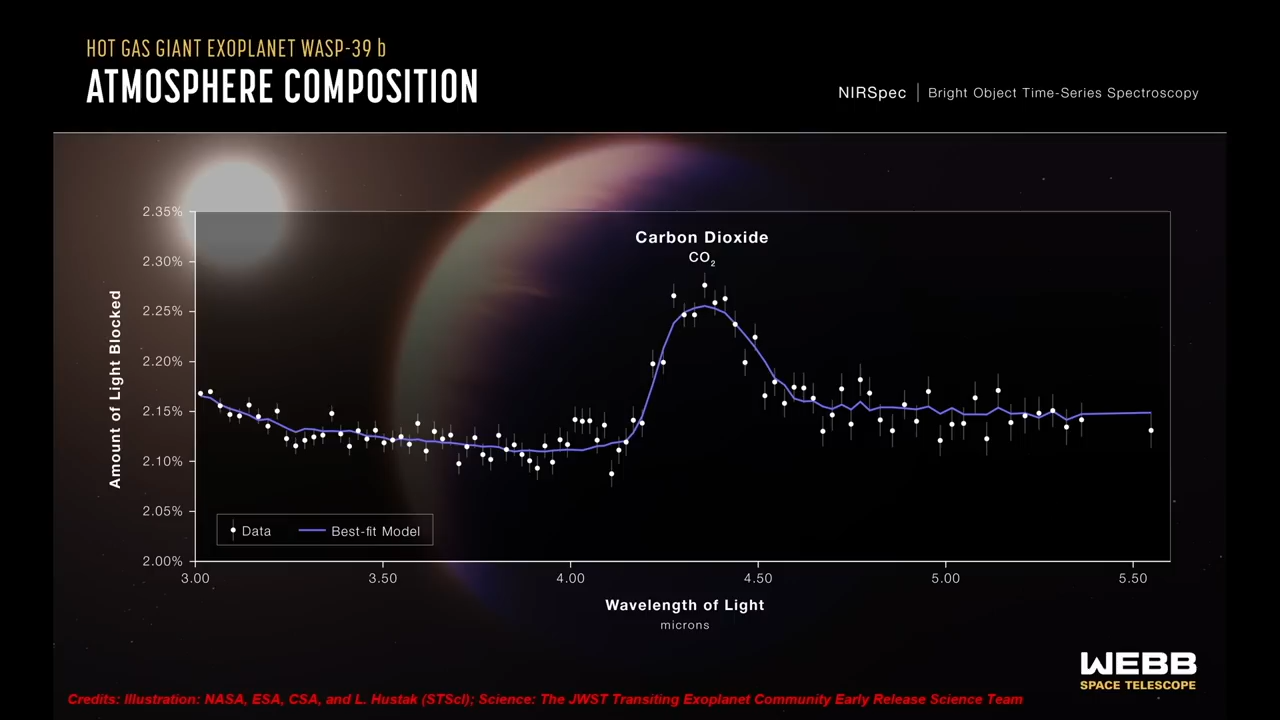 HOT GAS GIANT EXOPLANET WASP-39 b
ATMOSPHERE COMPOSITION
NIRSpec | Bright Object Time-Series Spectroscopy
2.35%
2.30%
2.25%
2.20%
2.15%
2.10%
2.05%
2.00%
Amount of Light Blocked
Carbon Dioxide
CO₂
Data
Best-fit Model
3.00 3.50 4.00 4.50 5.00 5.50
Wavelength of Light
microns
WEBB
SPACE TELESCOPE
Credits: Illustration: NASA, ESA, CSA, and L. Hustak (STScI); Science: The JWST Transiting Exoplanet Community Early Release Science Team